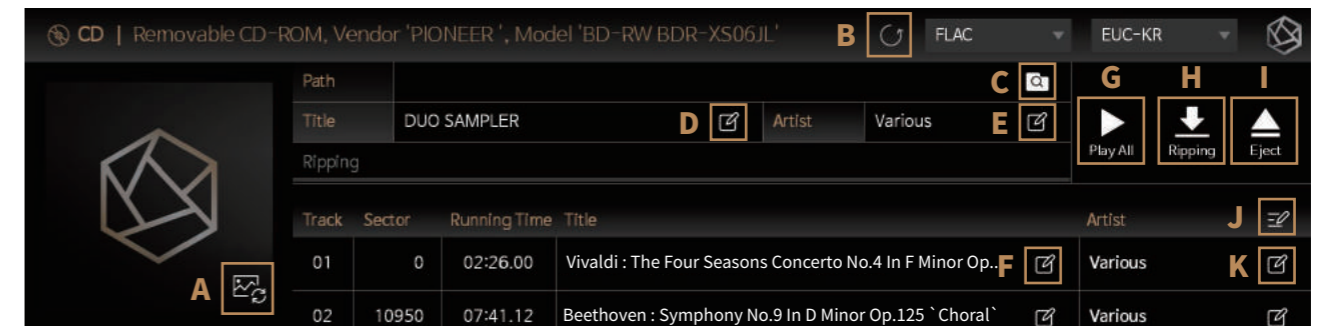 CD | Removable CD-ROM, Vendor 'PIONEER ', Model 'BD-RW BDR-XS06JL' B FLAC EUC-KR
Path C G H I
Title DUO SAMPLER D Artist Various E
Play All Ripping Eject
Ripping
Track Sector Running Time Title Artist J
01 0 02:26.00 Vivaldi : The Four Seasons Concerto No.4 In F Minor Op.. F Various K
A
02 10950 07:41.12 Beethoven : Symphony No.9 In D Minor Op.125 `Choral` Various